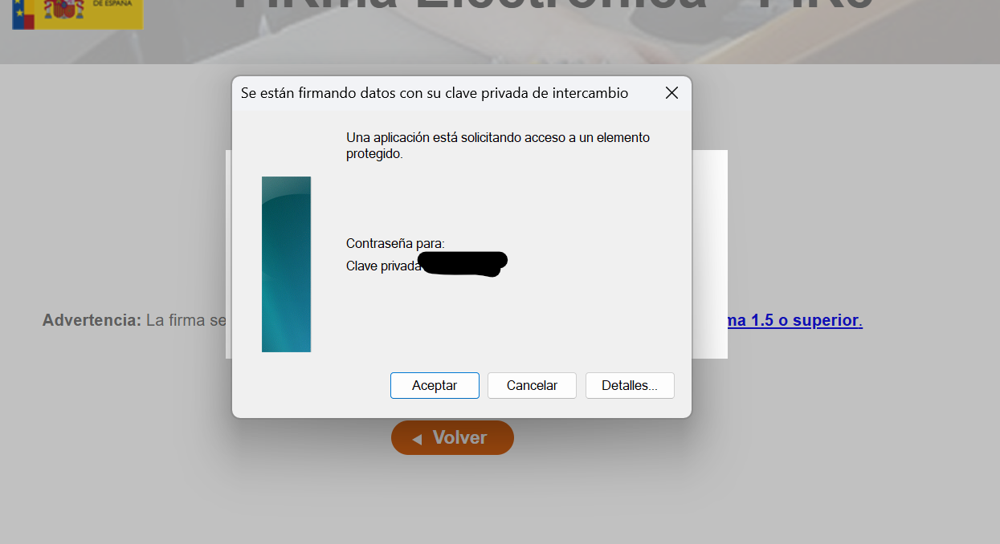 DE ESPAÑA
Firma Electrónica - FIRe
Se están firmando datos con su clave privada de intercambio
Una aplicación está solicitando acceso a un elemento
protegido.
Contraseña para:
Clave privada
Advertencia: La firma se
ma 1.5 o superior.
Aceptar
Cancelar
Detalles...
Volver